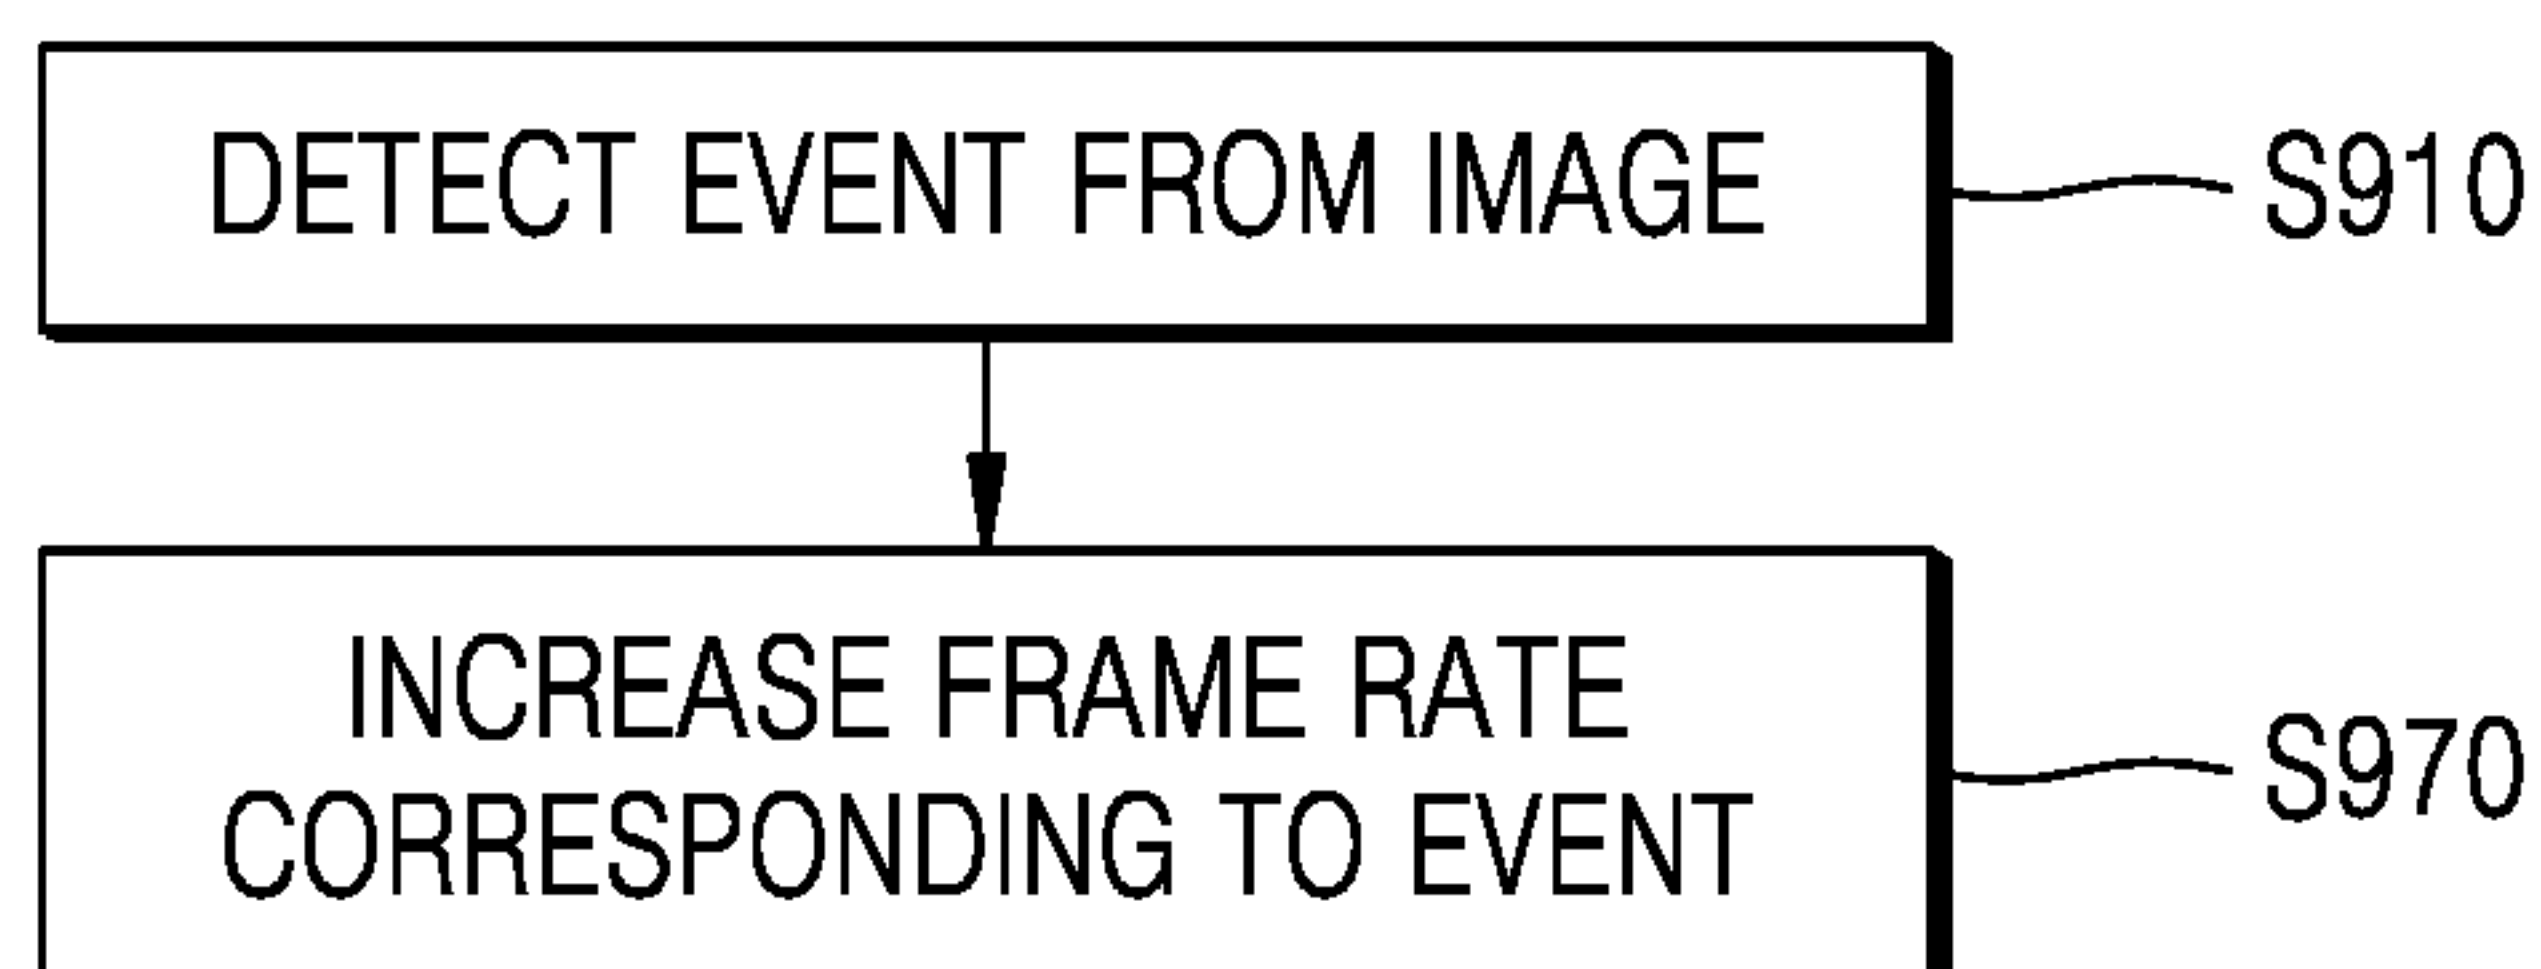 DETECT EVENT FROM IMAGE
S910
INCREASE FRAME RATE
CORRESPONDING TO EVENT
S970